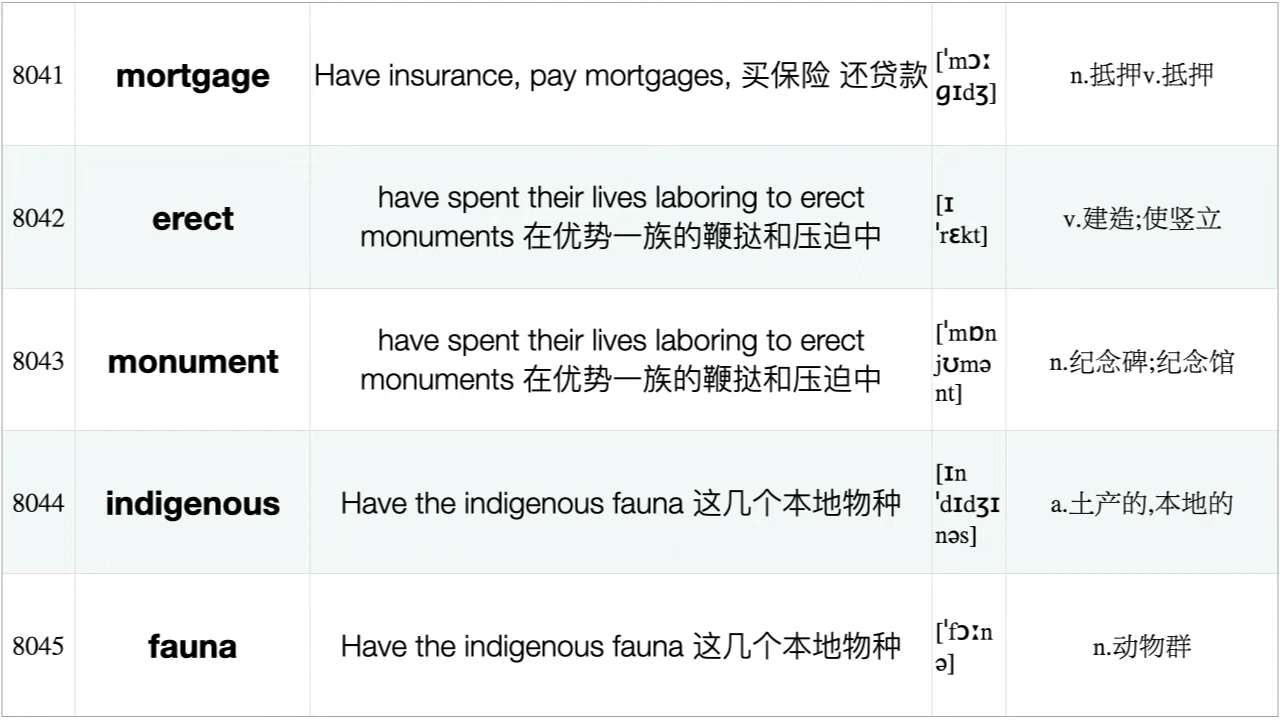 8041 mortgage Have insurance, pay mortgages, 买保险 还贷款 [ˈmɔː
ɡɪdʒ] n.抵押v.抵押
8042 erect have spent their lives laboring to erect
monuments 在优势一族的鞭挞和压迫中 [ɪ
ˈrɛkt] v.建造;使竖立
8043 monument have spent their lives laboring to erect
monuments 在优势一族的鞭挞和压迫中 [ˈmɒn
jʊmə
nt] n.纪念碑;纪念馆
8044 indigenous Have the indigenous fauna 这几个本地物种 [ɪn
ˈdɪdʒɪ
nəs] a.土产的,本地的
8045 fauna Have the indigenous fauna 这几个本地物种 [ˈfɔːn
ə] n.动物群